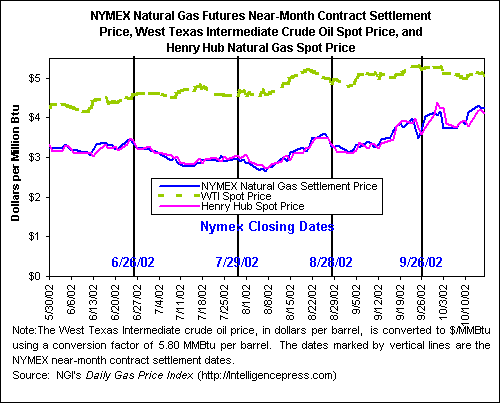 NYMEX Natural Gas Futures Near-Month Contract Settlement
Price, West Texas Intermediate Crude Oil Spot Price, and
Henry Hub Natural Gas Spot Price
Dollars per Million Btu
$5
$4
$3
$2
$1
$0
NYMEX Natural Gas Settlement Price
WTI Spot Price
Henry Hub Spot Price
Nymex Closing Dates
6/26/02
7/29/02
8/28/02
9/26/02
5/30/02
6/6/02
6/13/02
6/20/02
6/27/02
7/4/02
7/11/02
7/18/02
7/25/02
8/1/02
8/8/02
8/15/02
8/22/02
8/29/02
9/5/02
9/12/02
9/19/02
9/26/02
10/3/02
10/10/02
Note:The West Texas Intermediate crude oil price, in dollars per barrel, is converted to $/MMBtu
using a conversion factor of 5.80 MMBtu per barrel. The dates marked by vertical lines are the
NYMEX near-month contract settlement dates.
Source: NGI's Daily Gas Price Index (http://Intelligencepress.com)